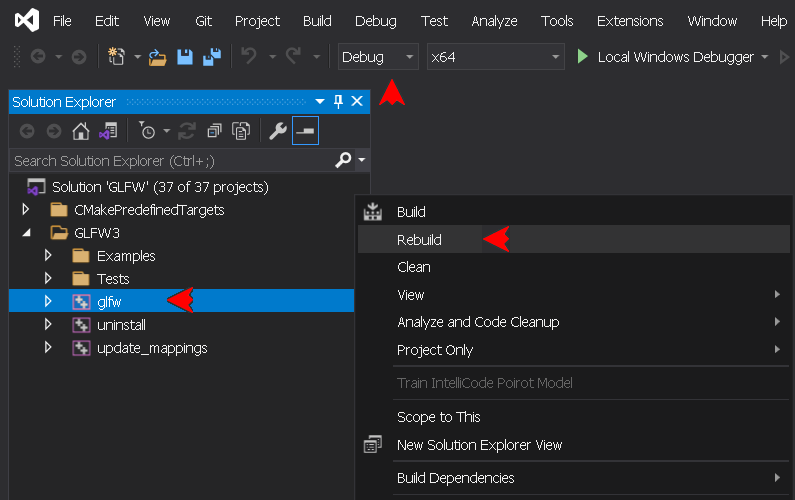 File Edit View Git Project Build Debug Test Analyze Tools Extensions Window Help
Debug x64 Local Windows Debugger
Solution Explorer
Search Solution Explorer (Ctrl+;)
Solution 'GLFW' (37 of 37 projects)
CMakePredefinedTargets
GLFW3
Examples
Tests
glfw
uninstall
update_mappings
Build
Rebuild
Clean
View
Analyze and Code Cleanup
Project Only
Train IntelliCode Poirot Model
Scope to This
New Solution Explorer View
Build Dependencies